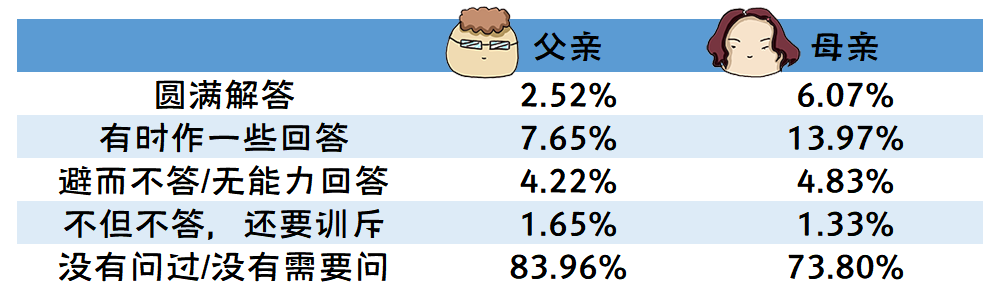 父亲 母亲
圆满解答 2.52% 6.07%
有时作一些回答 7.65% 13.97%
避而不答/无能力回答 4.22% 4.83%
不但不答，还要训斥 1.65% 1.33%
没有问过/没有需要问 83.96% 73.80%